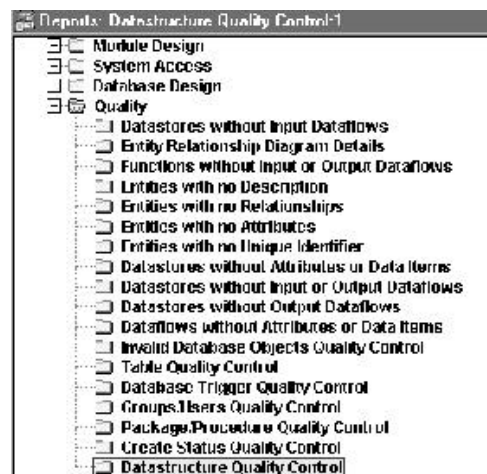 Reports: Datastructure Quality Control:1
Module Design
System Access
Database Design
Quality
Datastores without Input Dataflows
Entity Relationship Diagram Details
Functions without Input or Output Dataflows
Entities with no Description
Entities with no Relationships
Entities with no Attributes
Entities with no Unique Identifier
Datastores without Attributes or Data Items
Datastores without Input or Output Dataflows
Datastores without Output Dataflows
Dataflows without Attributes or Data Items
Invalid Database Objects Quality Control
Table Quality Control
Database Trigger Quality Control
Groups/Users Quality Control
Package/Procedure Quality Control
Create Status Quality Control
Datastructure Quality Control